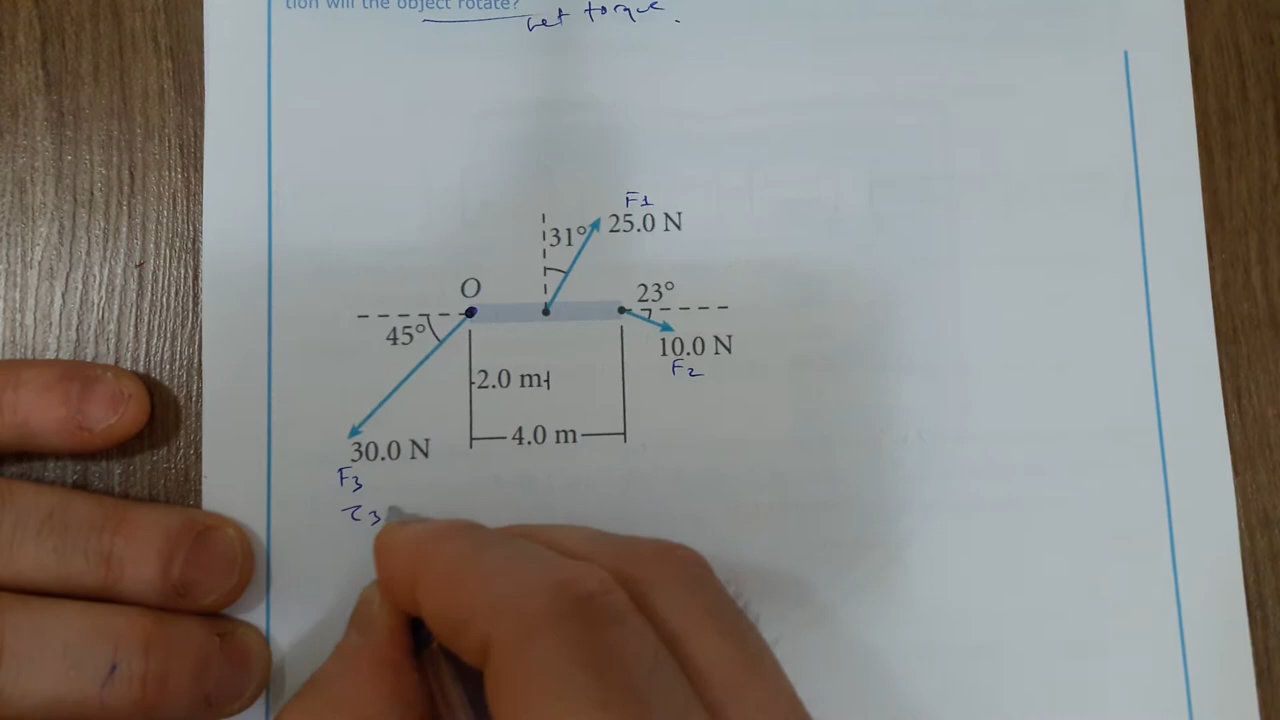 tion will the object rotate?
net torque.
F1
31° 25.0 N
O
23°
45°
10.0 N
F2
2.0 m
4.0 m
30.0 N
F3
τ3